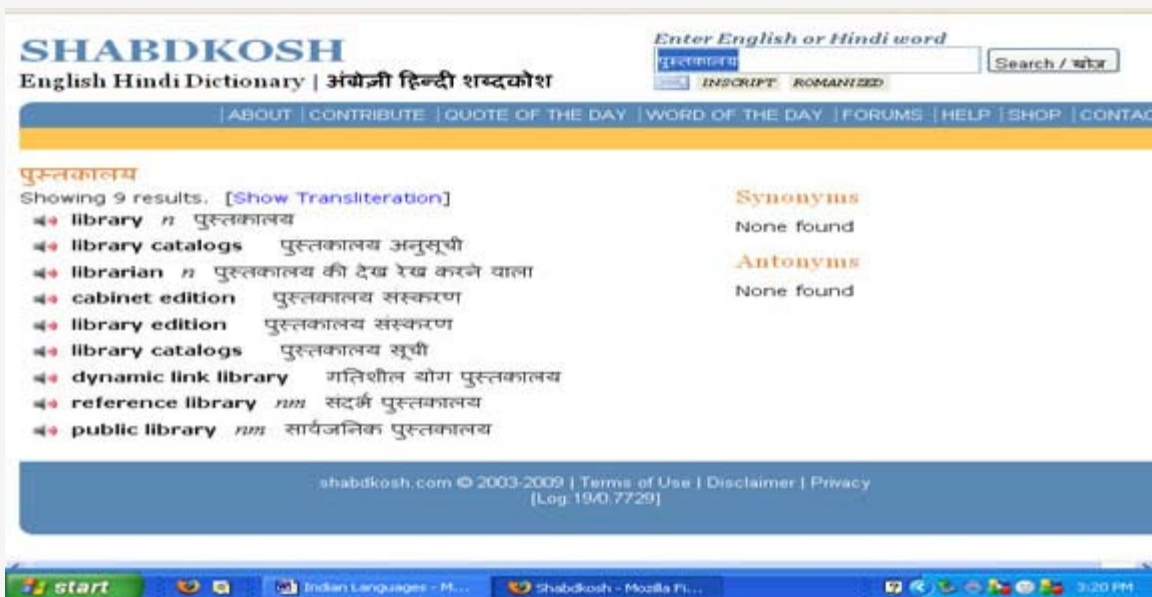 SHABDKOSH
English Hindi Dictionary | अंग्रेज़ी हिन्दी शब्दकोश
Enter English or Hindi word
पुस्तकालय
Search / खोज
INSCRIPT ROMANIZED
|ABOUT |CONTRIBUTE |QUOTE OF THE DAY |WORD OF THE DAY |FORUMS |HELP |SHOP |CONTAC
पुस्तकालय
Showing 9 results. [Show Transliteration]
library n पुस्तकालय
library catalogs पुस्तकालय अनुसूची
librarian n पुस्तकालय की देख रेख करने वाला
cabinet edition पुस्तकालय संस्करण
library edition पुस्तकालय संस्करण
library catalogs पुस्तकालय सूची
dynamic link library गतिशील योग पुस्तकालय
reference library nm संदर्भ पुस्तकालय
public library nm सार्वजनिक पुस्तकालय
Synonyms
None found
Antonyms
None found
shabdkosh.com © 2003-2009 | Terms of Use | Disclaimer | Privacy
[Log:19/0.7729]
start
Indian Languages - M...
Shabdkosh - Mozilla Fi...
3:20 PM